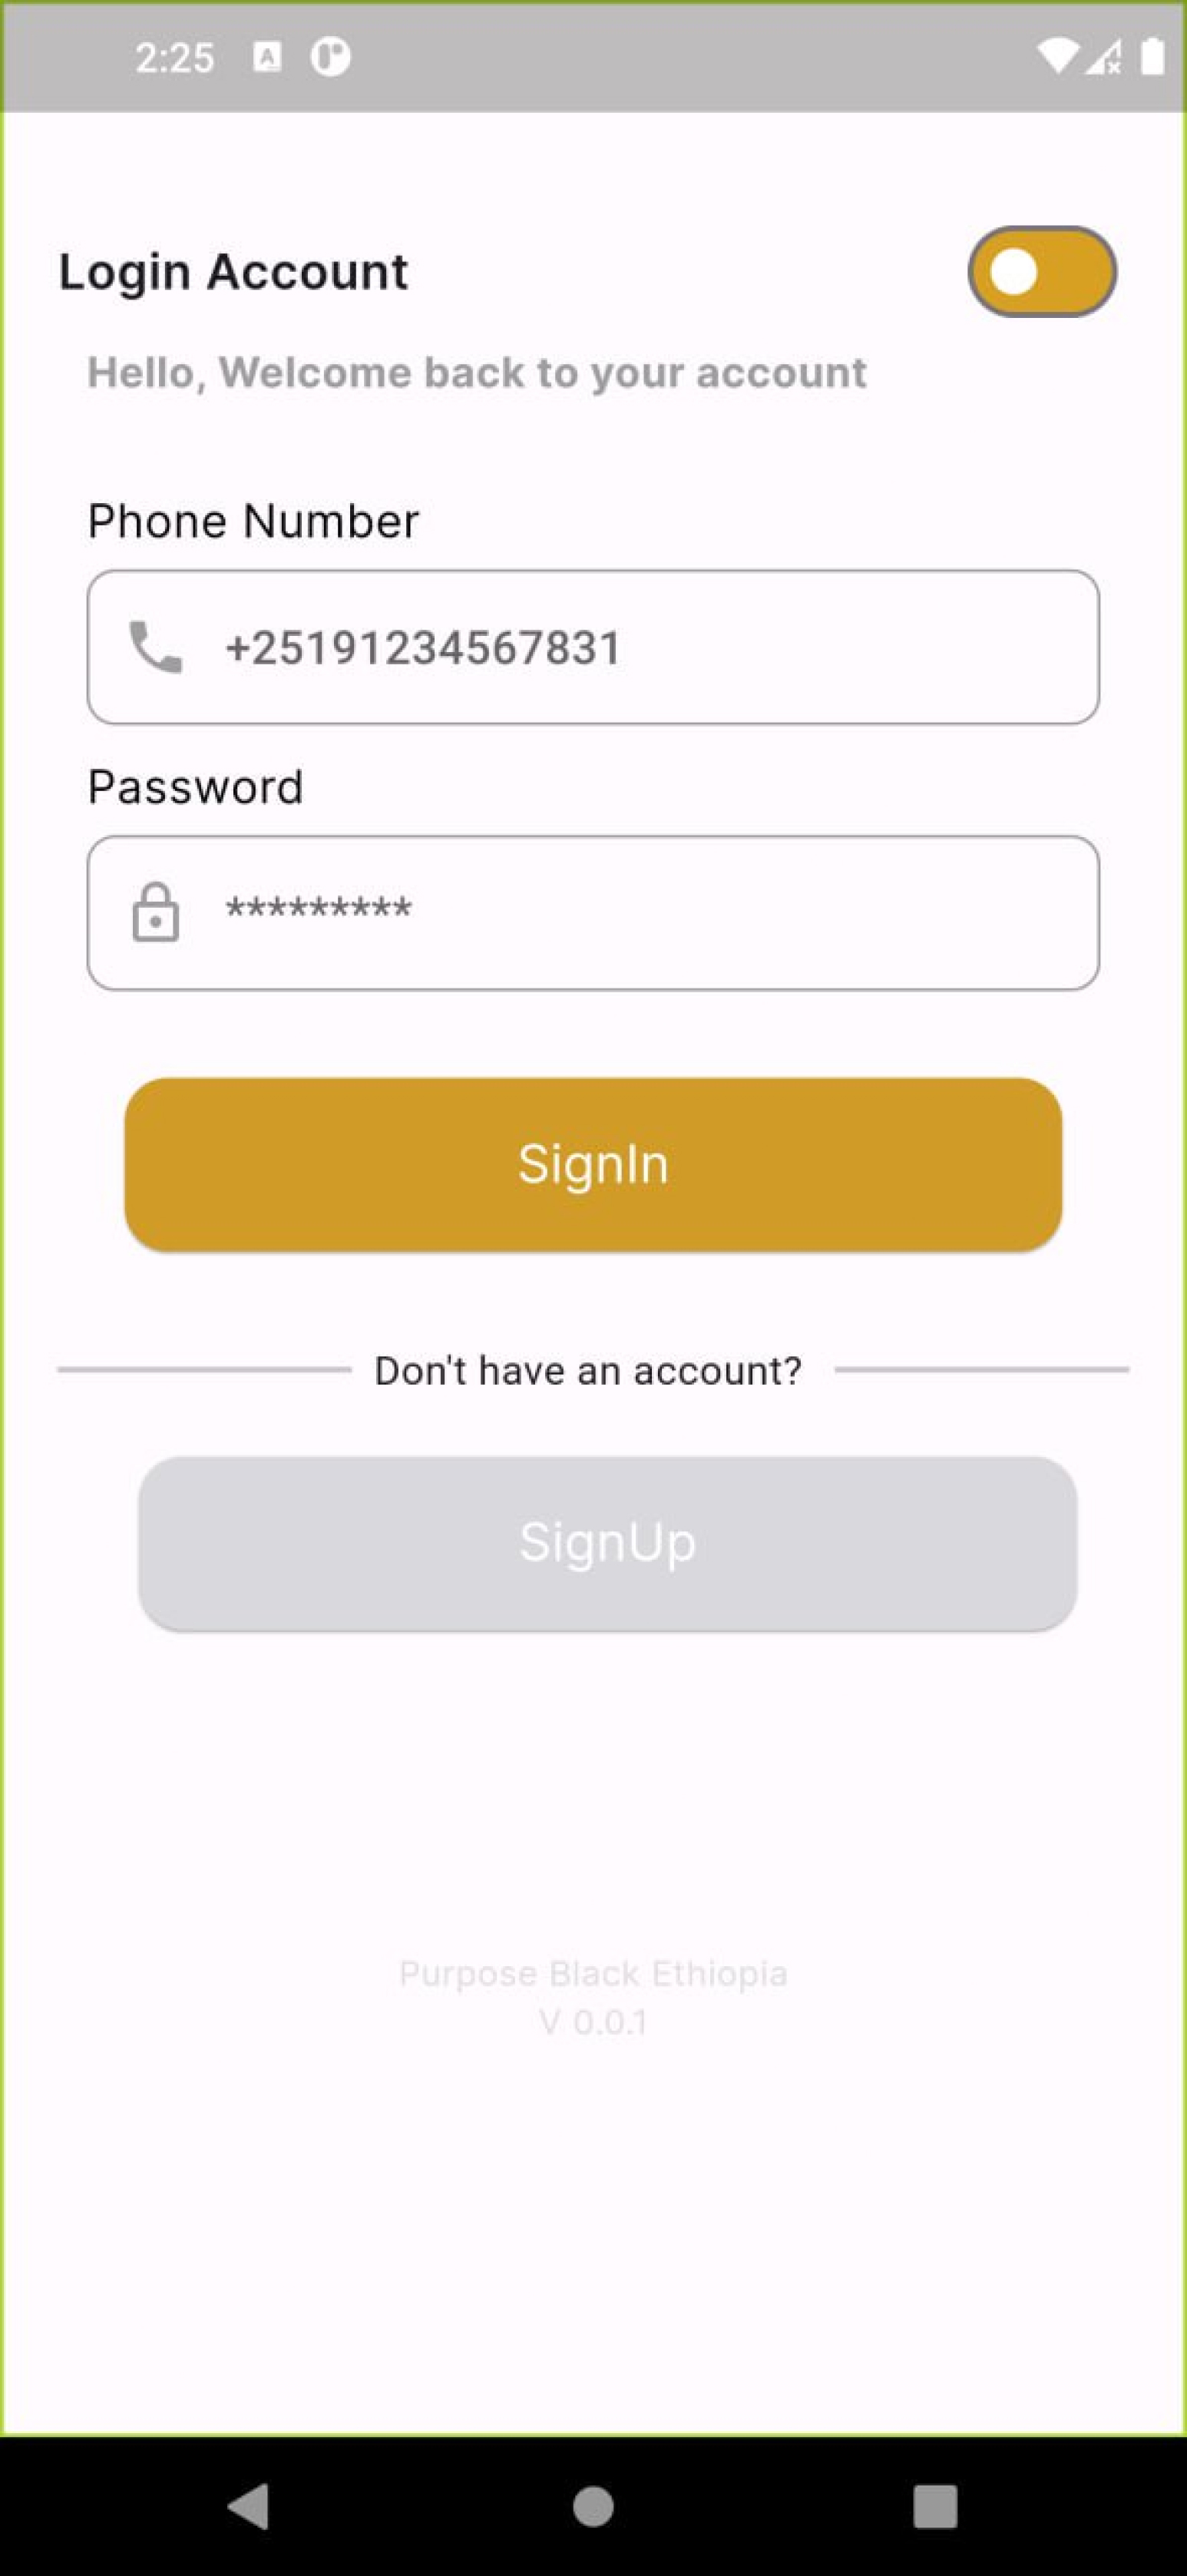 2:25
Login Account
Hello, Welcome back to your account
Phone Number
+25191234567831
Password
*********
SignIn
Don't have an account?
SignUp
Purpose Black Ethiopia
V 0.0.1